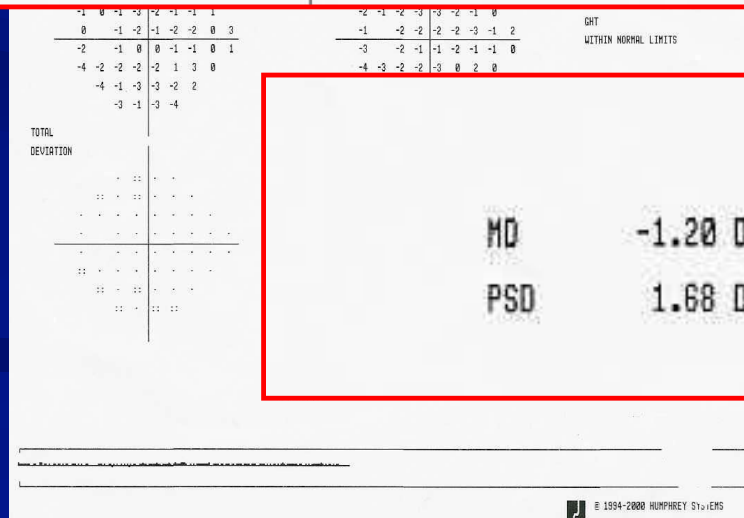 -1 0 -1 -3 -2 -1 -1 1
0 -1 -2 -1 -2 -2 0 3
-2 -1 0 0 -1 -1 0 1
-4 -2 -2 -2 -2 1 3 0
-4 -1 -3 -3 -2 2
-3 -1 -3 -4
-2 -1 -2 -3 -3 -2 -1 0
-1 -2 -2 -2 -2 -3 -1 2
-3 -2 -1 -1 -2 -1 -1 0
-4 -3 -2 -2 -3 0 2 0
GHT
WITHIN NORMAL LIMITS
TOTAL
DEVIATION
MD -1.20 D
PSD 1.68 D
© 1994-2000 HUMPHREY SYSTEMS